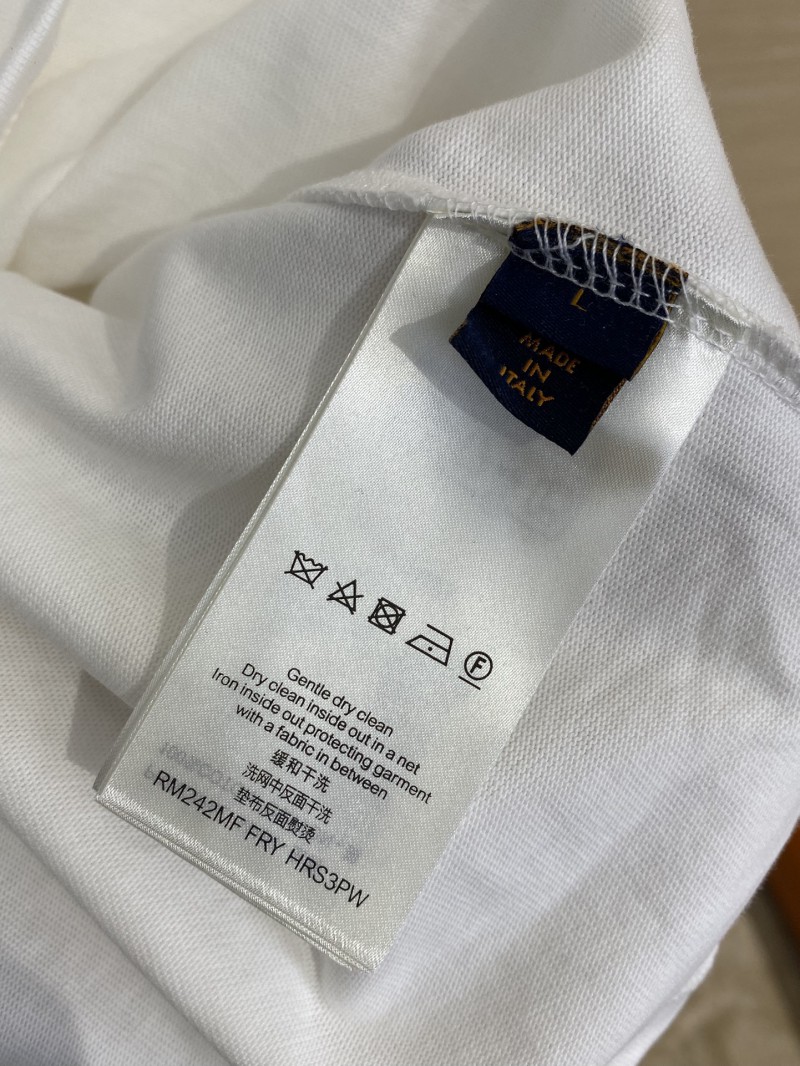 L
MADE
IN
ITALY
F
Gentle dry clean
Dry clean inside out in a net
Iron inside out protecting garment
with a fabric in between
缓和干洗
洗网中反面干洗
垫布反面熨烫
RM242MF FRY HRS3PW